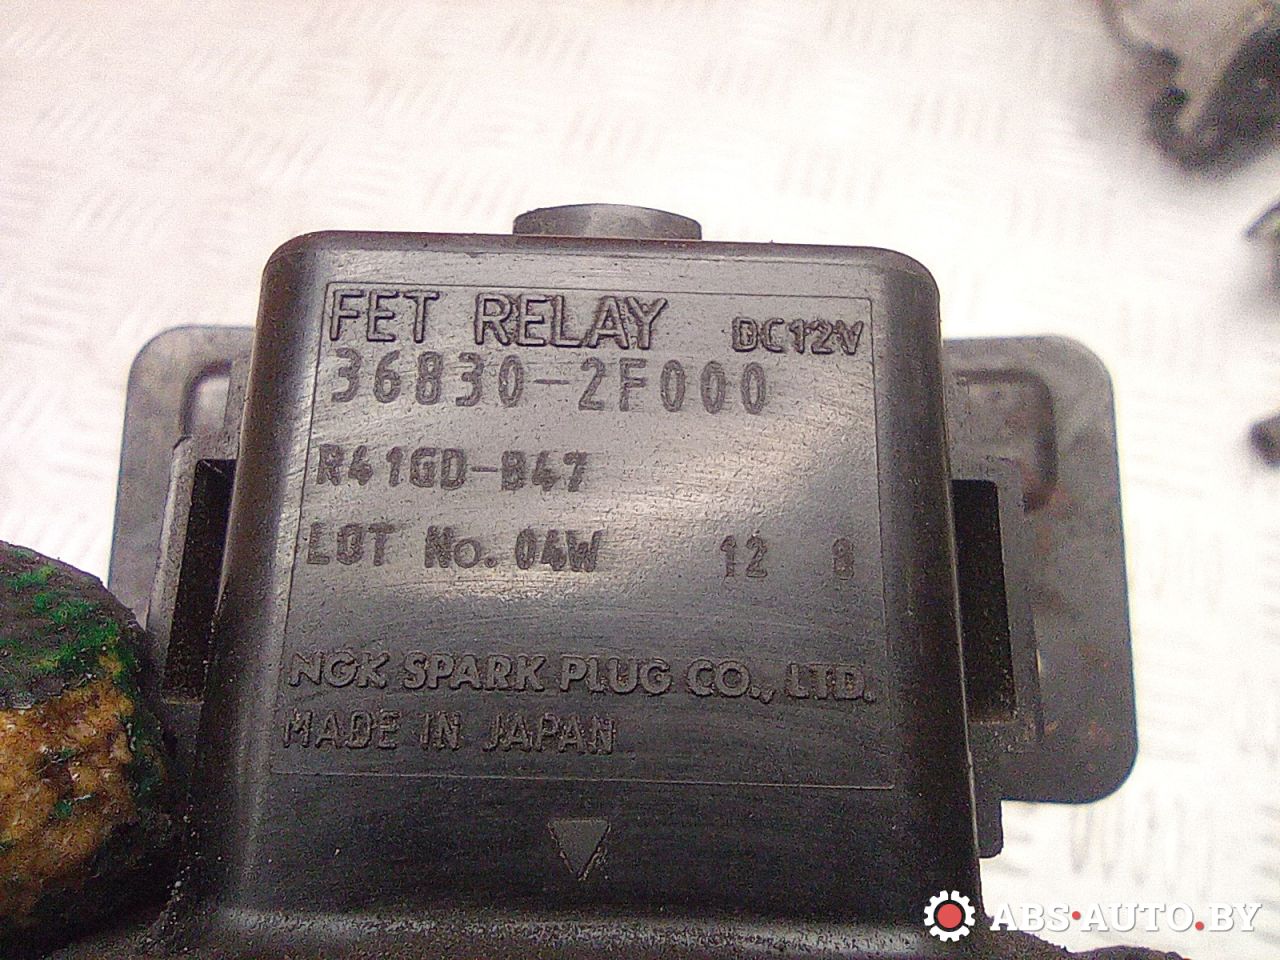 FET RELAY DC12V
36830-2F000
R41GD-B47
LOT No. 04W 12 8
NGK SPARK PLUG CO., LTD.
MADE IN JAPAN
ABS-AUTO.BY